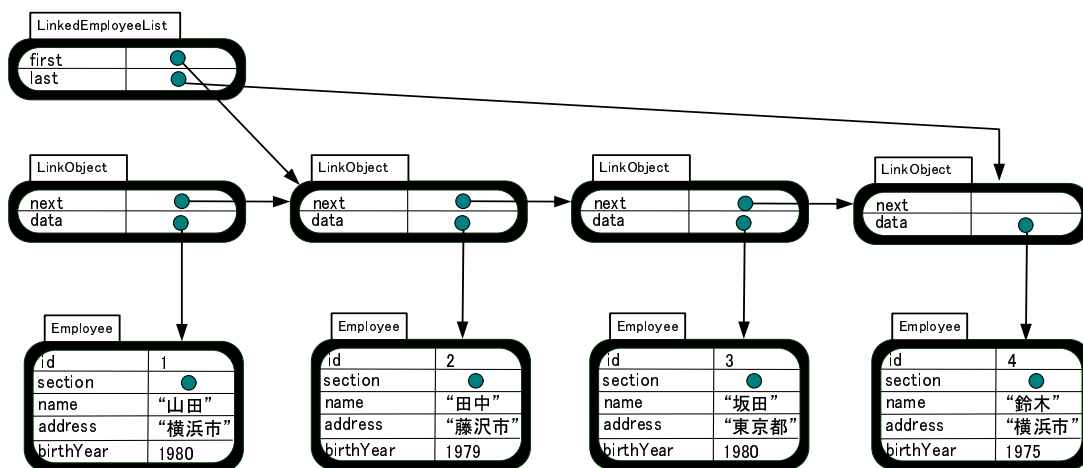 LinkedEmployeeList
first
last
LinkObject
next
data
LinkObject
next
data
LinkObject
next
data
LinkObject
next
data
Employee
id 1
section
name “山田”
address “横浜市”
birthYear 1980
Employee
id 2
section
name “田中”
address “藤沢市”
birthYear 1979
Employee
id 3
section
name “坂田”
address “東京都”
birthYear 1980
Employee
id 4
section
name “鈴木”
address “横浜市”
birthYear 1975